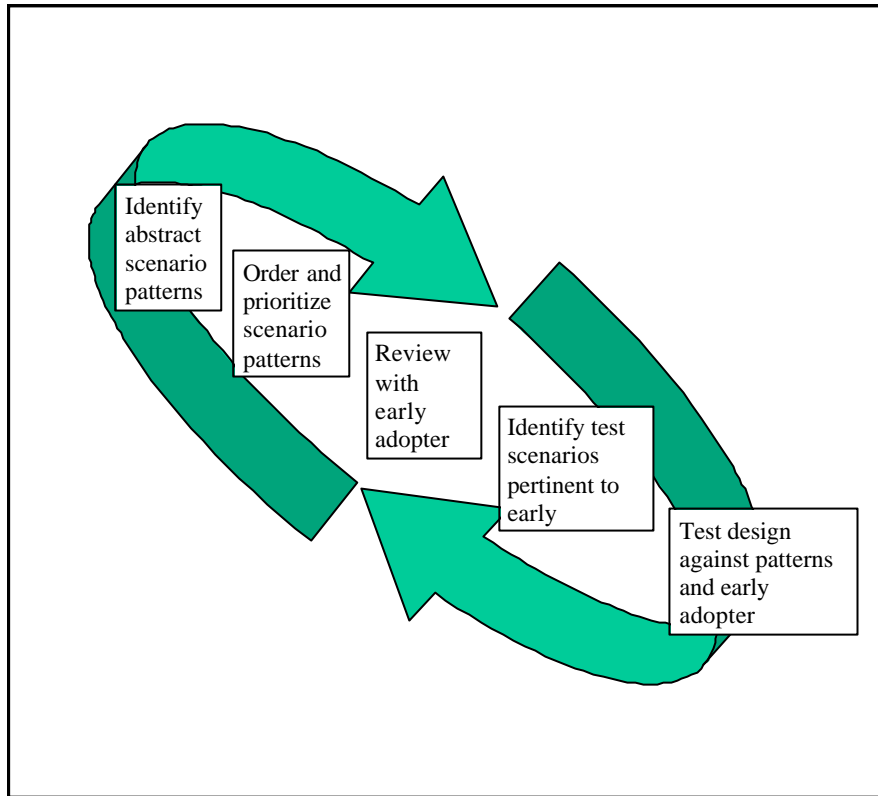 Identify
abstract
scenario
patterns
Order and
prioritize
scenario
patterns
Review
with
early
adopter
Identify test
scenarios
pertinent to
early
Test design
against patterns
and early
adopter